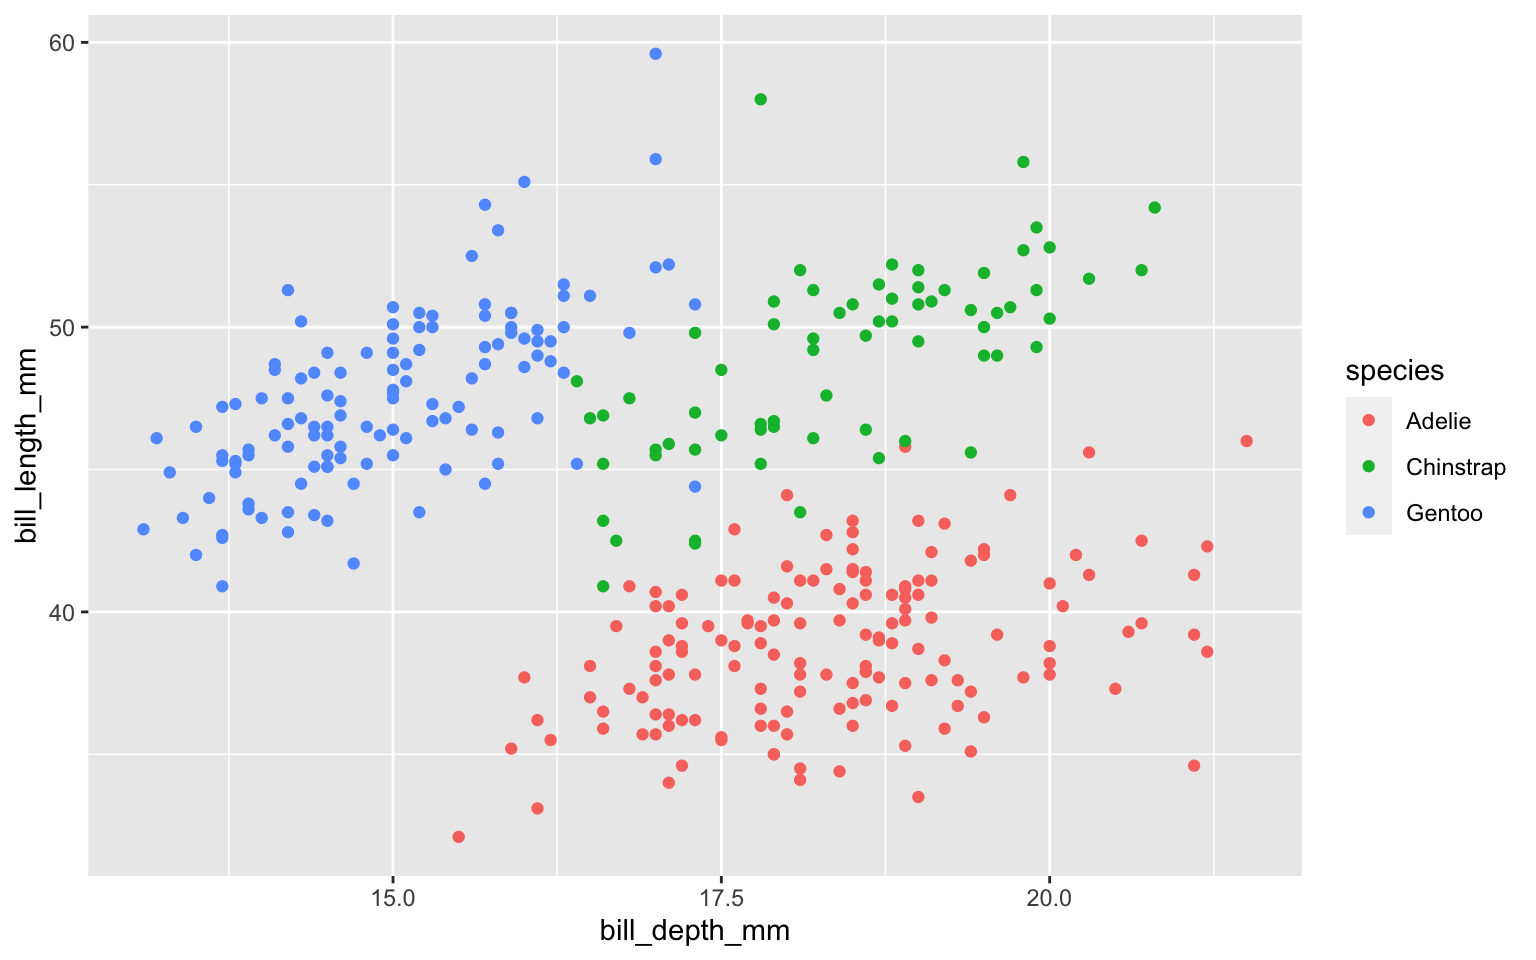 60
50
40
bill_length_mm
15.0 17.5 20.0
bill_depth_mm
species
Adelie
Chinstrap
Gentoo